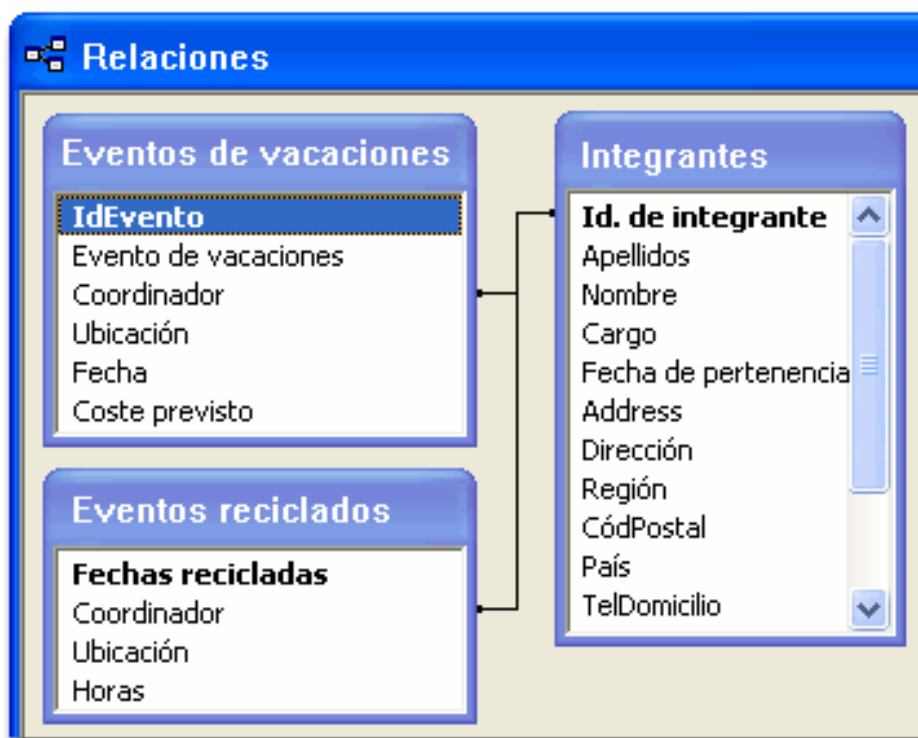 Relaciones
Eventos de vacaciones
IdEvento
Evento de vacaciones
Coordinador
Ubicación
Fecha
Coste previsto
Eventos reciclados
Fechas recicladas
Coordinador
Ubicación
Horas
Integrantes
Id. de integrante
Apellidos
Nombre
Cargo
Fecha de pertenencia
Address
Dirección
Región
CódPostal
País
TelDomicilio